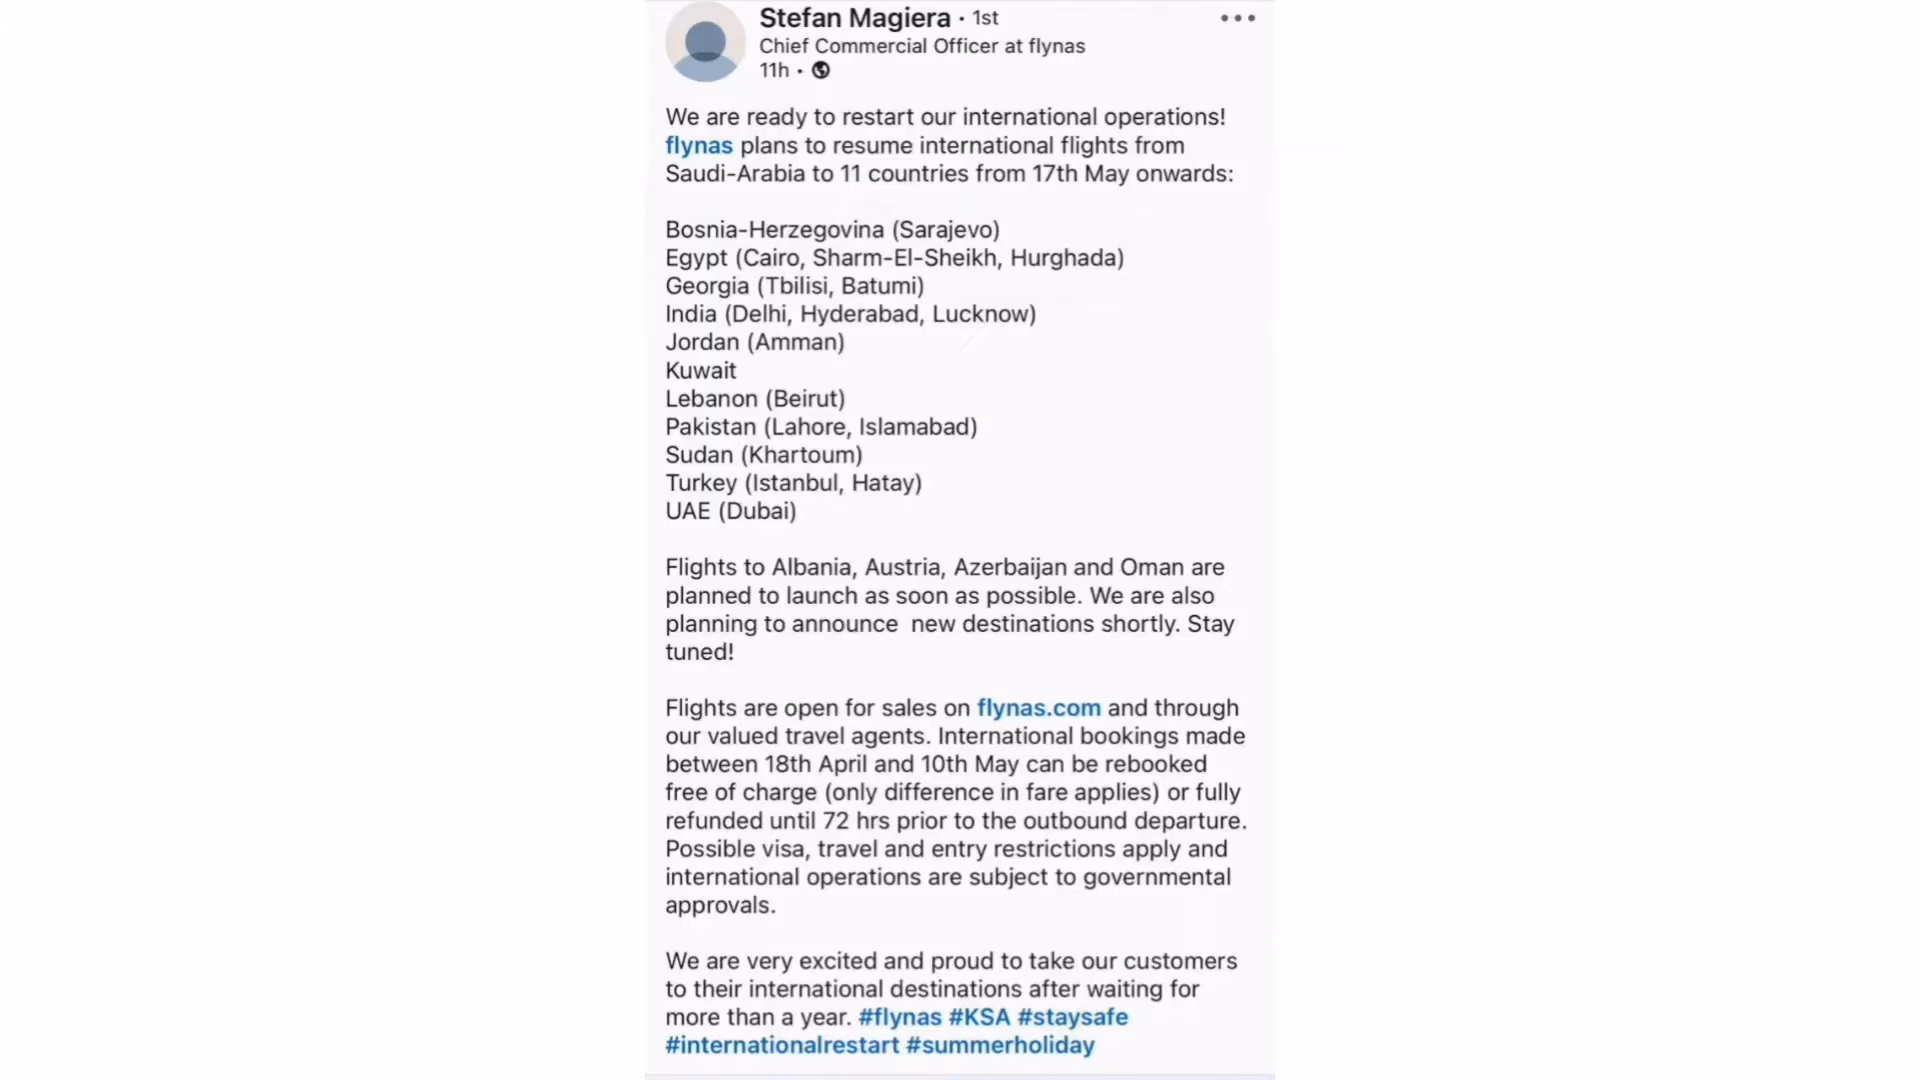 Stefan Magiera • 1st
Chief Commercial Officer at flynas
11h •
We are ready to restart our international operations!
flynas plans to resume international flights from
Saudi-Arabia to 11 countries from 17th May onwards:
Bosnia-Herzegovina (Sarajevo)
Egypt (Cairo, Sharm-El-Sheikh, Hurghada)
Georgia (Tbilisi, Batumi)
India (Delhi, Hyderabad, Lucknow)
Jordan (Amman)
Kuwait
Lebanon (Beirut)
Pakistan (Lahore, Islamabad)
Sudan (Khartoum)
Turkey (Istanbul, Hatay)
UAE (Dubai)
Flights to Albania, Austria, Azerbaijan and Oman are
planned to launch as soon as possible. We are also
planning to announce  new destinations shortly. Stay
tuned!
Flights are open for sales on flynas.com and through
our valued travel agents. International bookings made
between 18th April and 10th May can be rebooked
free of charge (only difference in fare applies) or fully
refunded until 72 hrs prior to the outbound departure.
Possible visa, travel and entry restrictions apply and
international operations are subject to governmental
approvals.
We are very excited and proud to take our customers
to their international destinations after waiting for
more than a year. #flynas #KSA #staysafe
#internationalrestart #summerholiday